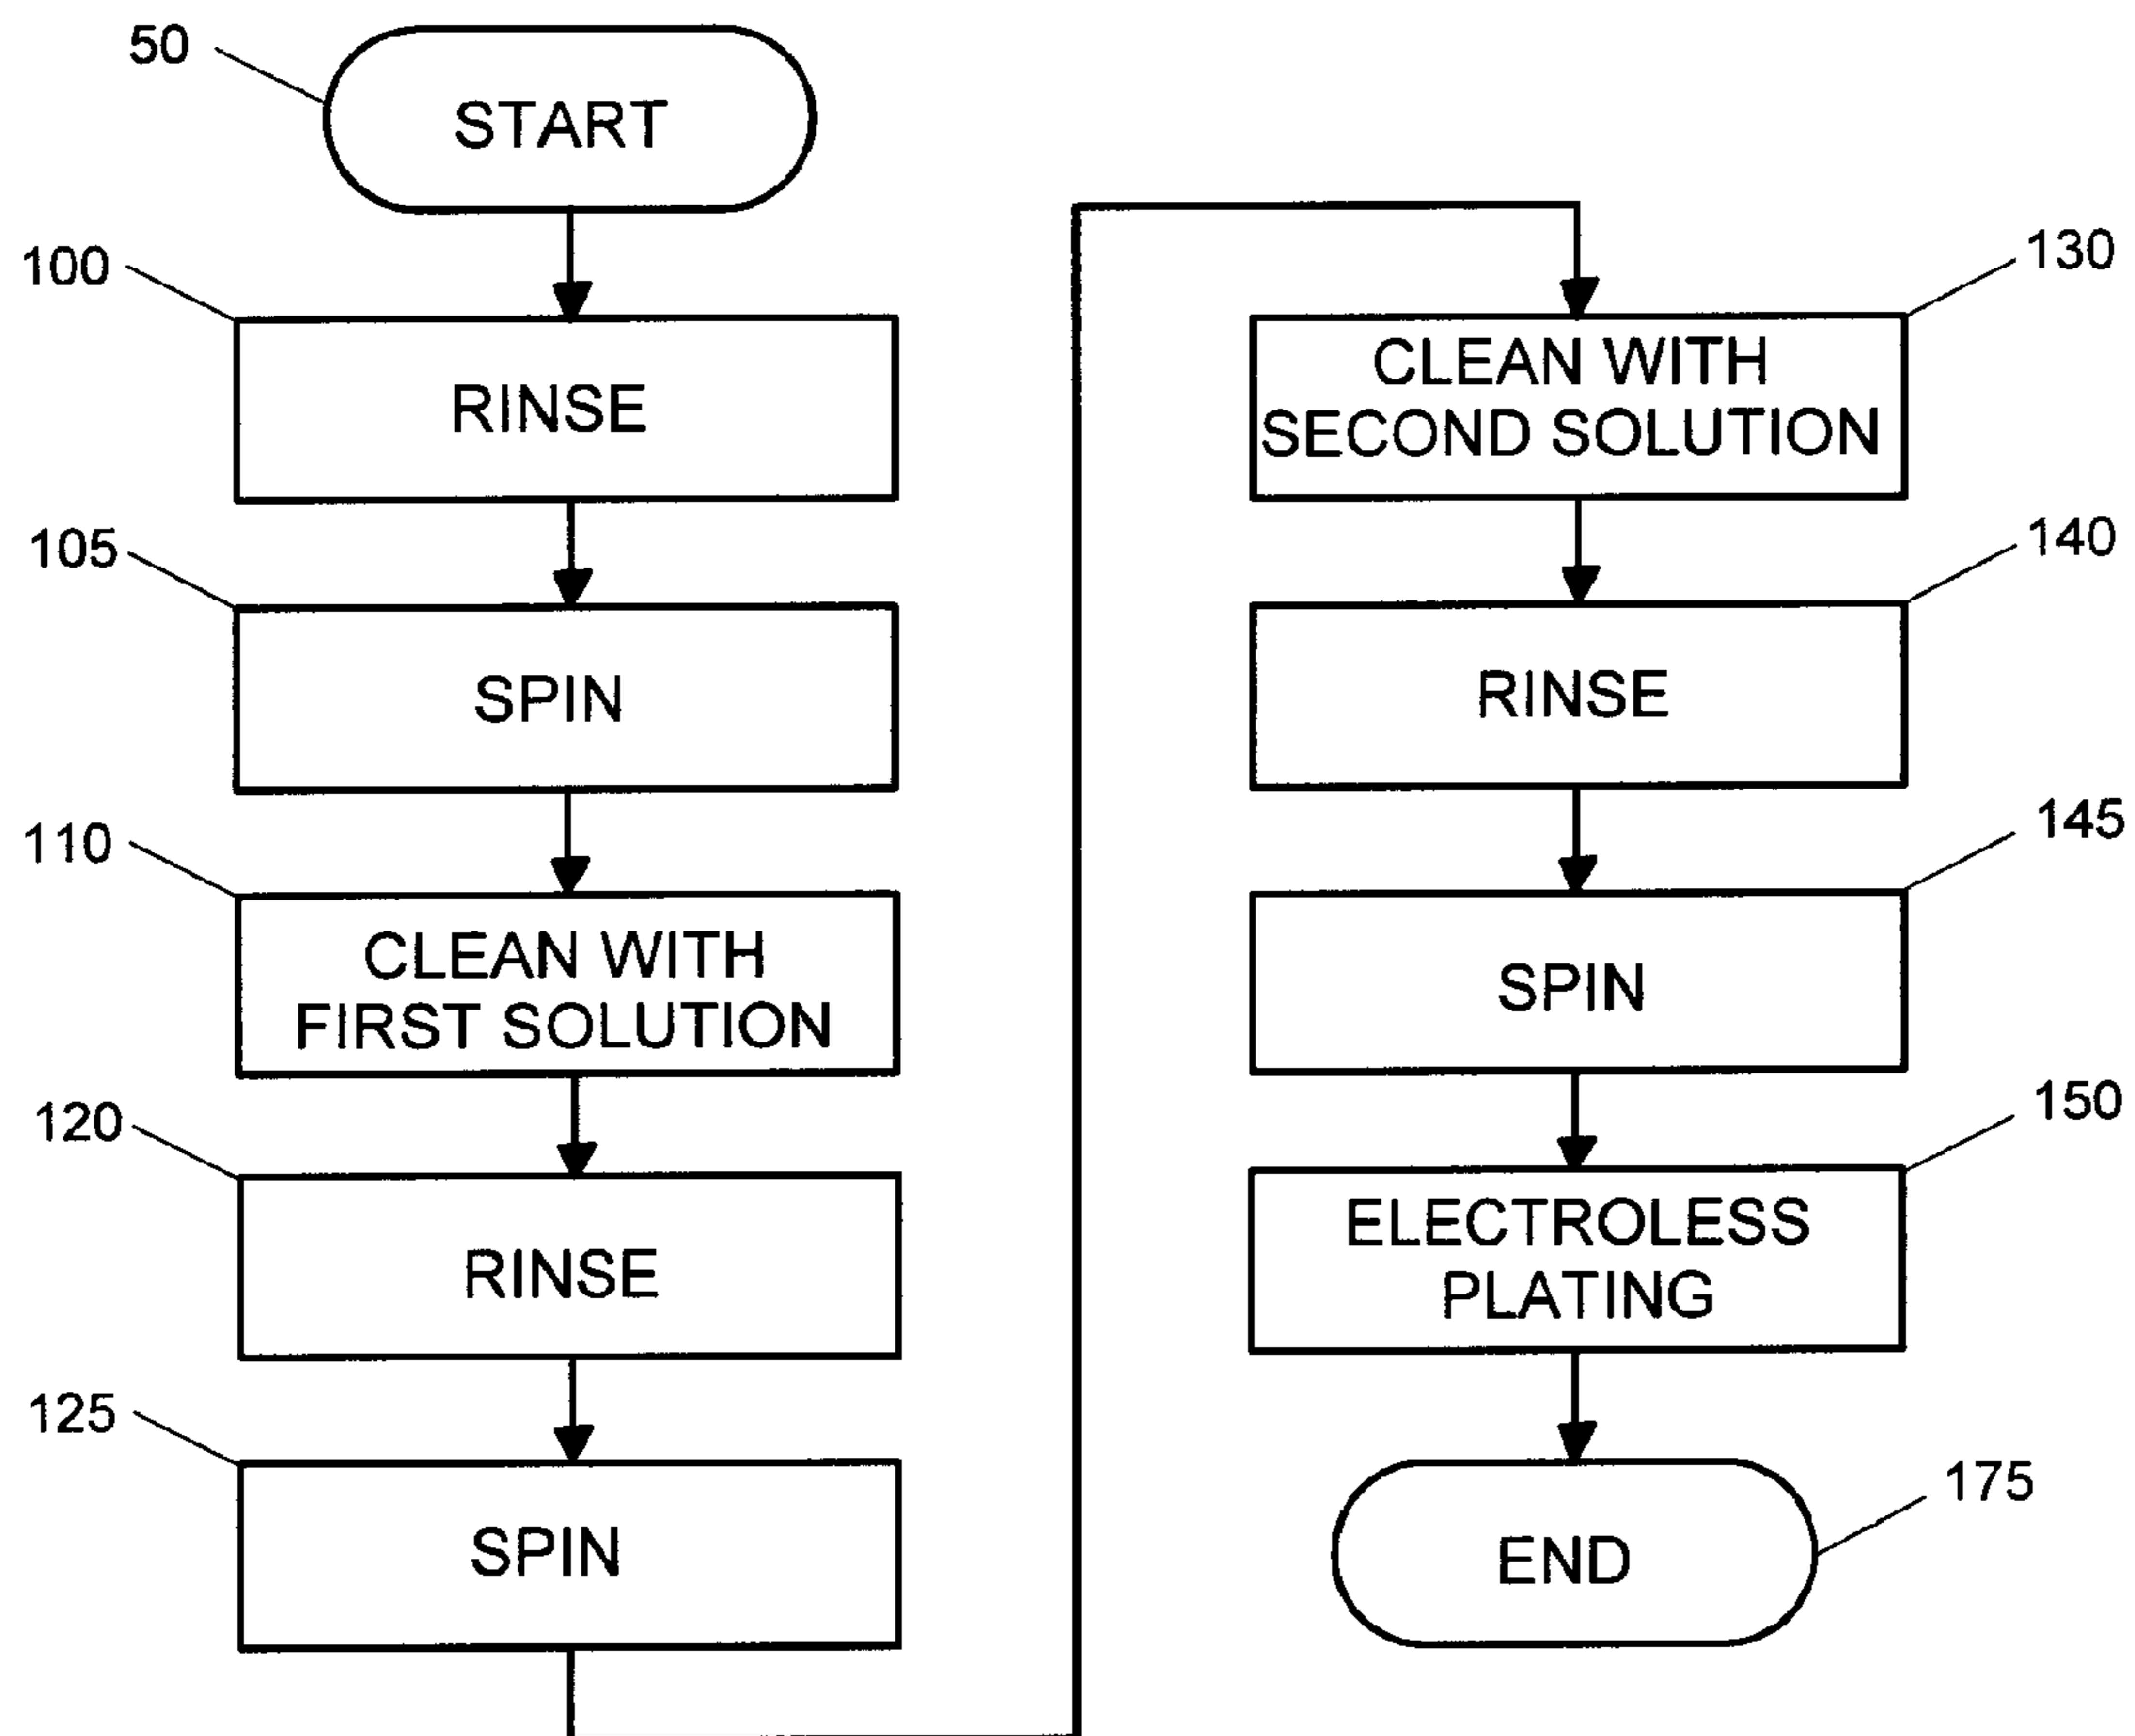 50
START
100
RINSE
105
SPIN
110
CLEAN WITH
FIRST SOLUTION
120
RINSE
125
SPIN
130
CLEAN WITH
SECOND SOLUTION
140
RINSE
145
SPIN
150
ELECTROLESS
PLATING
175
END